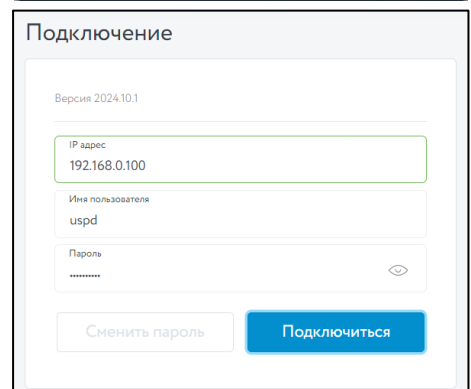 Подключение
Версия 2024.10.1
IP адрес
192.168.0.100
Имя пользователя
uspd
Пароль
••••••••••
Сменить пароль
Подключиться